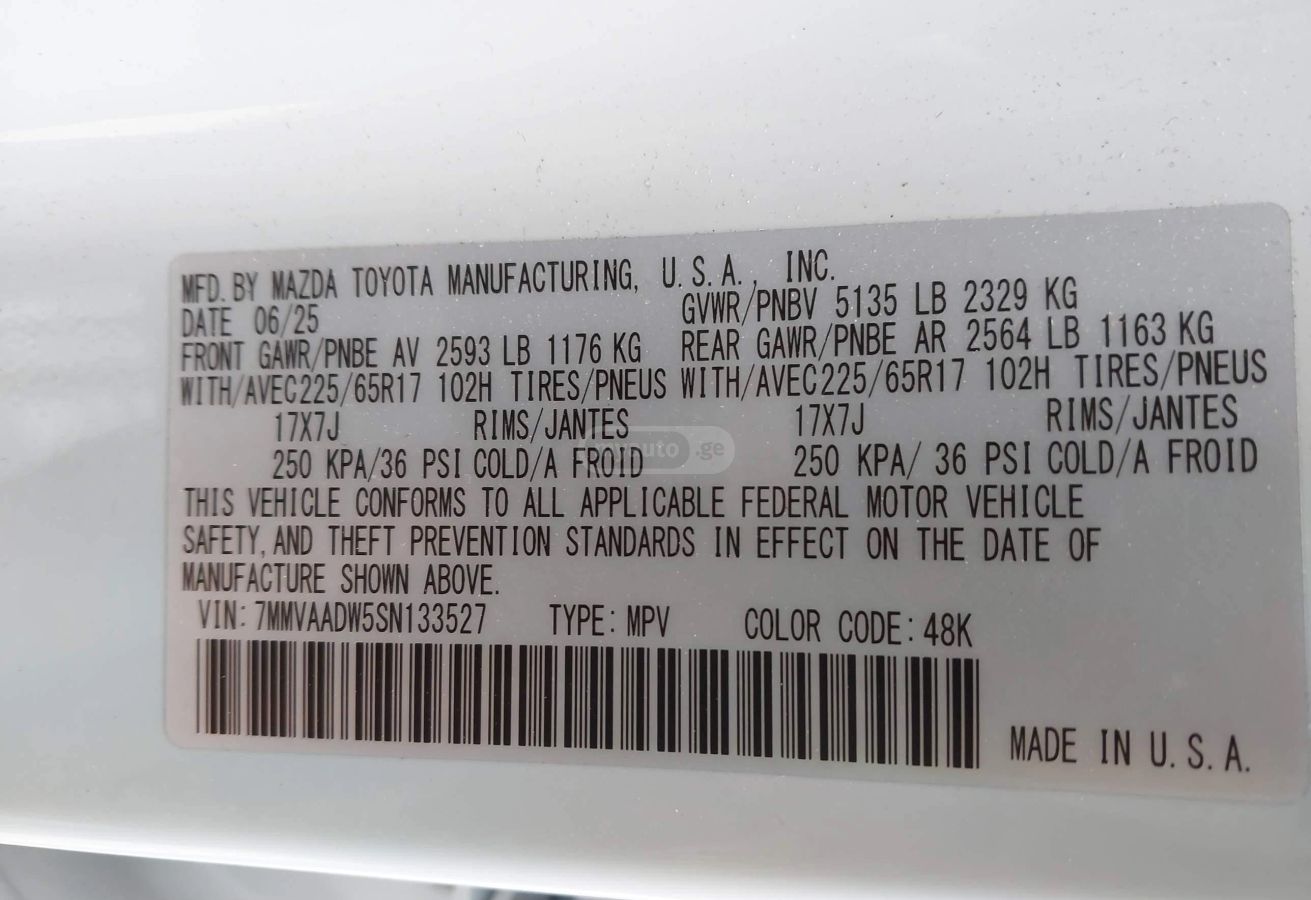 MFD. BY MAZDA TOYOTA MANUFACTURING, U.S.A., INC.
DATE 06/25 GVWR/PNBV 5135 LB 2329 KG
FRONT GAWR/PNBE AV 2593 LB 1176 KG REAR GAWR/PNBE AR 2564 LB 1163 KG
WITH/AVEC 225/65R17 102H TIRES/PNEUS WITH/AVEC 225/65R17 102H TIRES/PNEUS
17X7J RIMS/JANTES 17X7J RIMS/JANTES
250 KPA/36 PSI COLD/A FROID 250 KPA/ 36 PSI COLD/A FROID
THIS VEHICLE CONFORMS TO ALL APPLICABLE FEDERAL MOTOR VEHICLE
SAFETY, AND THEFT PREVENTION STANDARDS IN EFFECT ON THE DATE OF
MANUFACTURE SHOWN ABOVE.
VIN: 7MMVAADW5SN133527 TYPE: MPV COLOR CODE: 48K
MADE IN U.S.A.